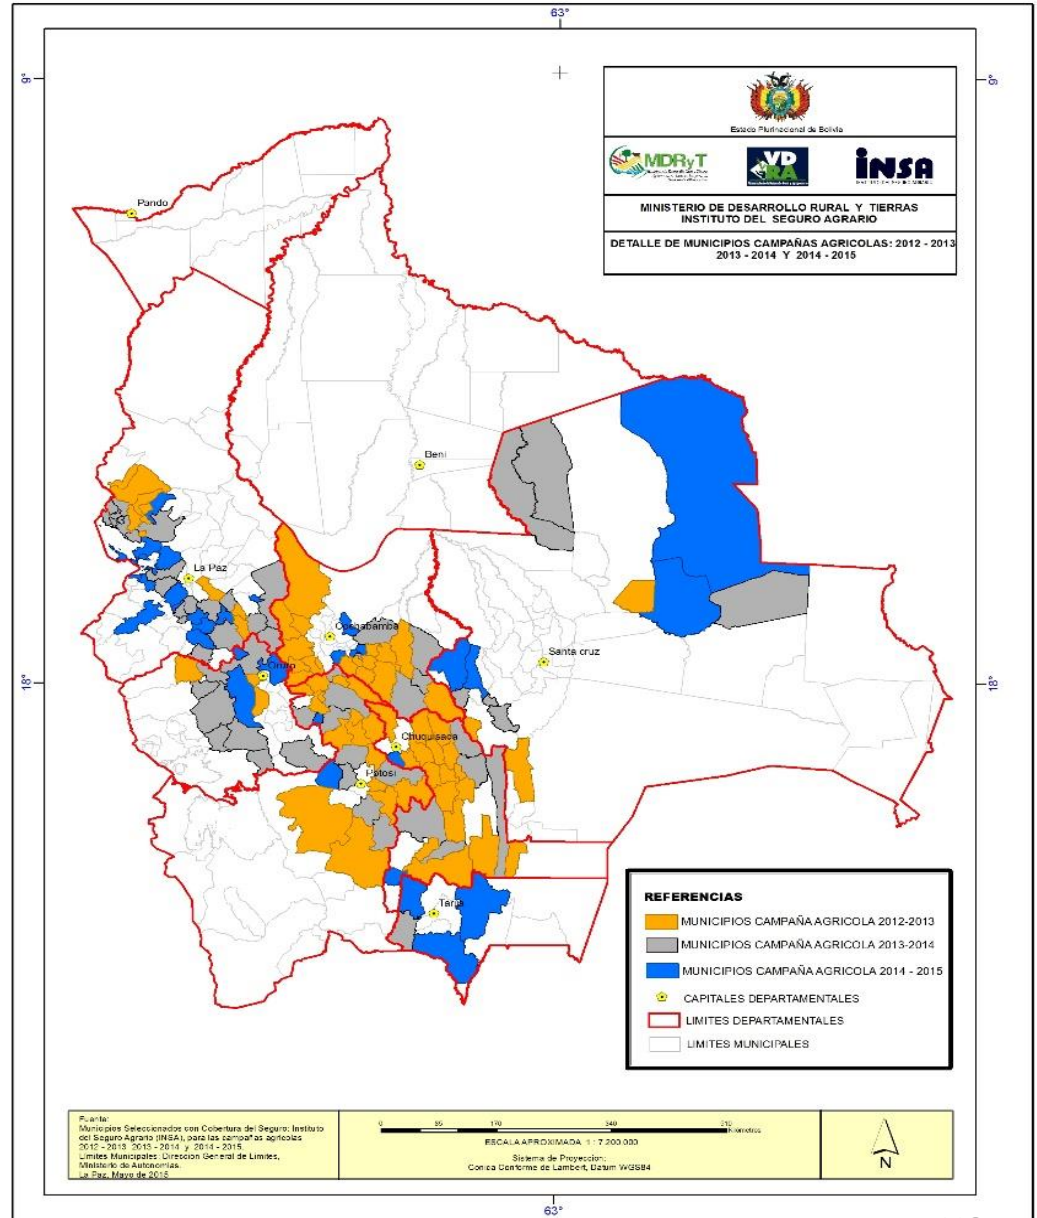 63°
9°
9°
Estado Plurinacional de Bolivia
MDRyT
VD
RA
INSA
MINISTERIO DE DESARROLLO RURAL Y TIERRAS
INSTITUTO DEL SEGURO AGRARIO
DETALLE DE MUNICIPIOS CAMPAÑAS AGRICOLAS: 2012 - 2013
2013 - 2014 Y 2014 - 2015
Pando
Beni
La Paz
Cochabamba
Santa cruz
Oruro
18°
18°
Chuquisaca
Potosi
Tarija
REFERENCIAS
MUNICIPIOS CAMPAÑA AGRICOLA 2012-2013
MUNICIPIOS CAMPAÑA AGRICOLA 2013-2014
MUNICIPIOS CAMPAÑA AGRICOLA 2014 - 2015
CAPITALES DEPARTAMENTALES
LIMITES DEPARTAMENTALES
LIMITES MUNICIPALES
Fuente:
Municipios Seleccionados con Cobertura del Seguro: Instituto
del Seguro Agrario (INSA), para las campañas agricolas
2012 - 2013 2013 - 2014 y 2014 - 2015.
Limites Municipales: Direccion General de Limites,
Ministerio de Autonomias.
La Paz, Mayo de 2015
0 85 170 340 510
Kilometros
ESCALA APROXIMADA 1 : 7.200.000
Sistema de Proyeccion:
Conica Conforme de Lambert, Datum WGS84
N
63°